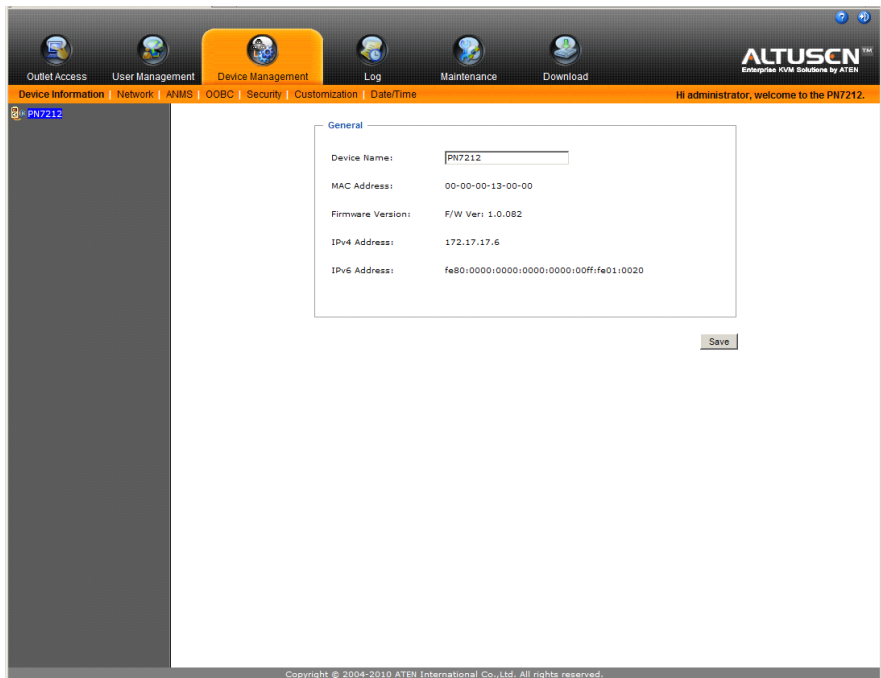 Outlet Access User Management Device Management Log Maintenance Download
ALTUSEN™
Enterprise KVM Solutions by ATEN
Device Information | Network | ANMS | OOBC | Security | Customization | Date/Time
Hi administrator, welcome to the PN7212.
PN7212
General
Device Name: PN7212
MAC Address: 00-00-00-13-00-00
Firmware Version: F/W Ver: 1.0.082
IPv4 Address: 172.17.17.6
IPv6 Address: fe80:0000:0000:0000:0000:00ff:fe01:0020
Save
Copyright © 2004-2010 ATEN International Co.,Ltd. All rights reserved.